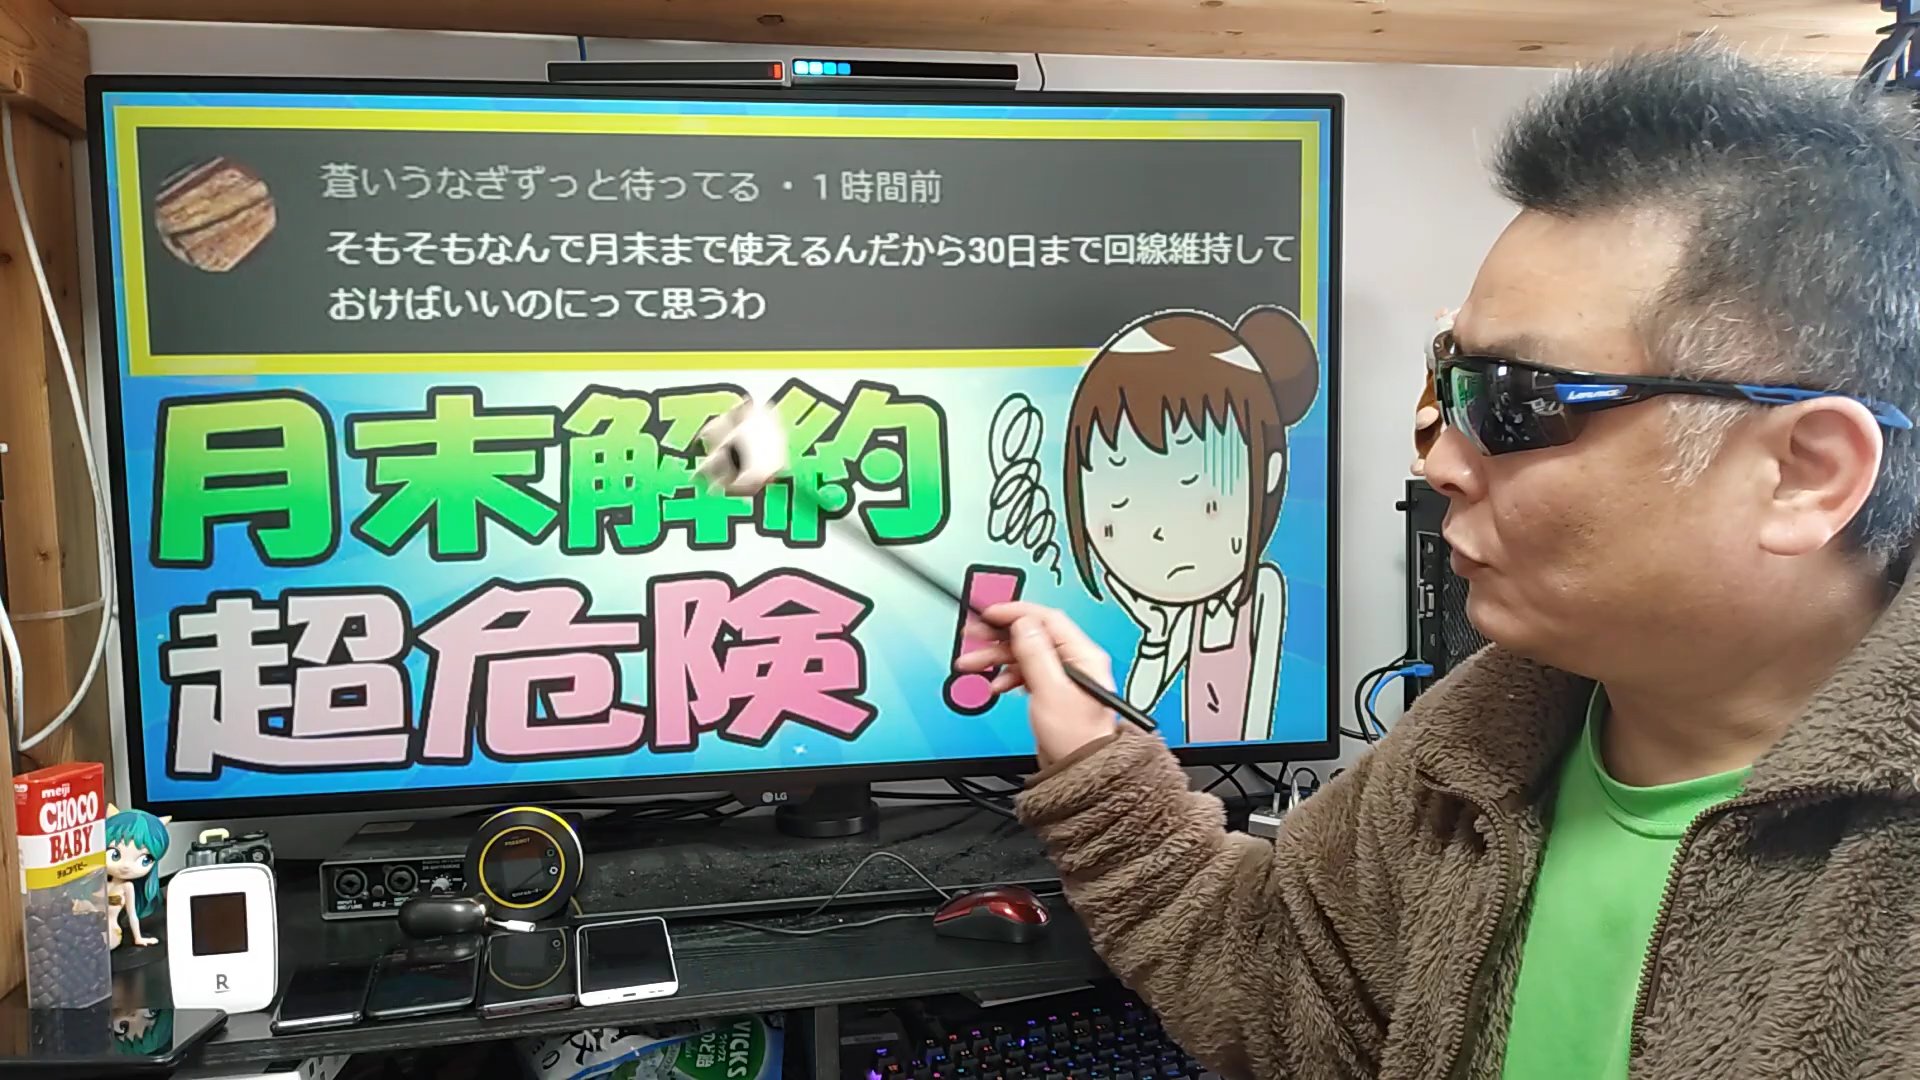 蒼いうなぎずっと待ってる・1時間前
そもそもなんで月末まで使えるんだから30日まで回線維持して
おけばいいのにって思うわ
月末解約
超危険！
LG
meiji
CHOCO
BABY
チョコベビー
R
VICKS